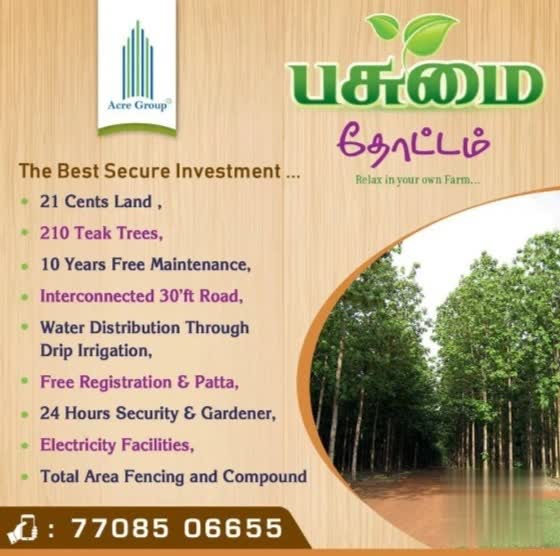 Acre Group
பசுமை
தோட்டம்
Relax in your own Farm...
The Best Secure Investment ...
21 Cents Land ,
210 Teak Trees,
10 Years Free Maintenance,
Interconnected 30'ft Road,
Water Distribution Through
Drip Irrigation,
Free Registration & Patta,
24 Hours Security & Gardener,
Electricity Facilities,
Total Area Fencing and Compound
: 77085 06655